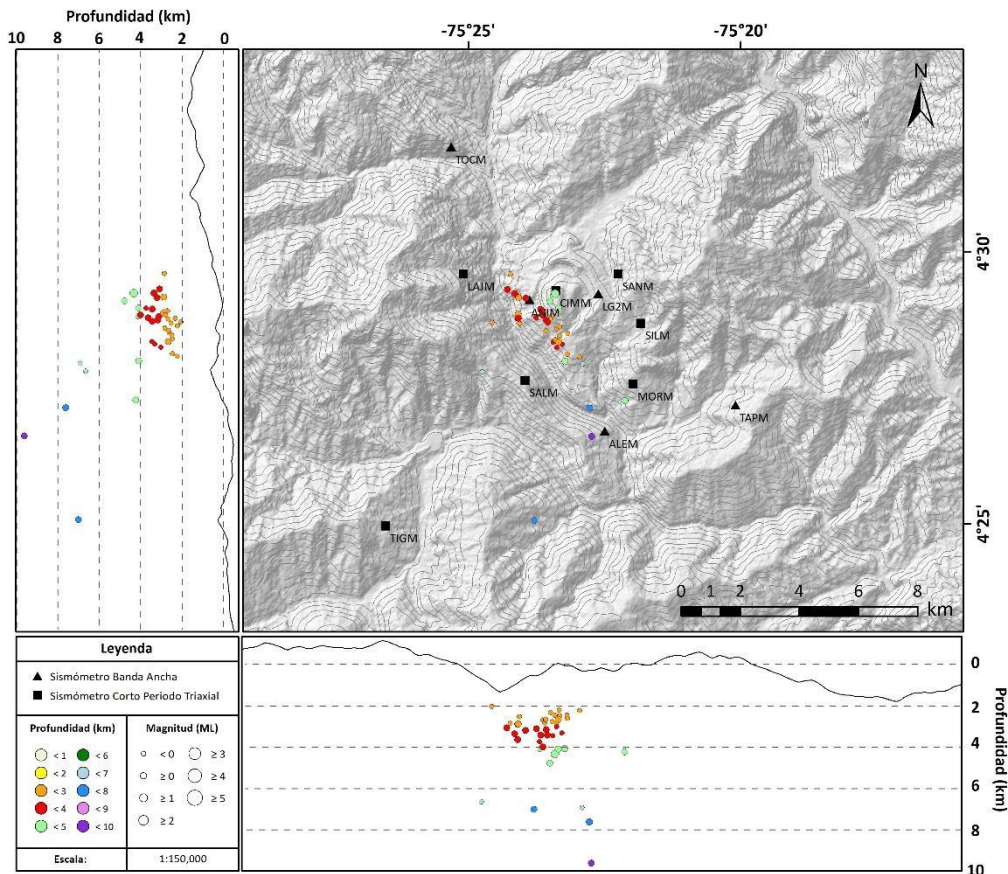 Profundidad (km)
10 8 6 4 2 0
-75°25' -75°20'
N
TOCM
4°30'
LAJM
SANM
CIMM
LG2M
ANIM
SILM
SALM
MORM
TAPM
ALEM
4°25'
TIGM
0 1 2 4 6 8
km
Leyenda
Sismómetro Banda Ancha
Sismómetro Corto Periodo Triaxial
Profundidad (km) Magnitud (ML)
< 1 < 6 < 0 ≥ 3
< 2 < 7 ≥ 0 ≥ 4
< 3 < 8 ≥ 1 ≥ 5
< 4 < 9 ≥ 2
< 5 < 10
Escala: 1:150,000
0
2
4
6
8
10
Profundidad (km)